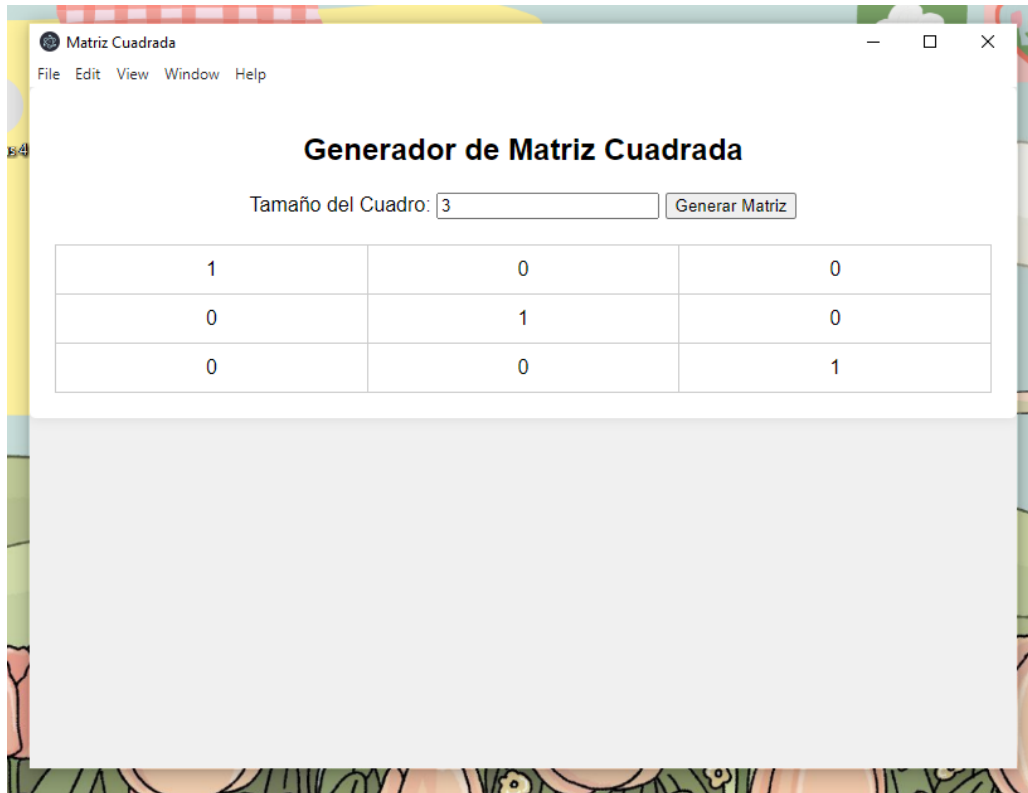 Matriz Cuadrada
File Edit View Window Help
Generador de Matriz Cuadrada
Tamaño del Cuadro: 3 Generar Matriz
1 0 0
0 1 0
0 0 1